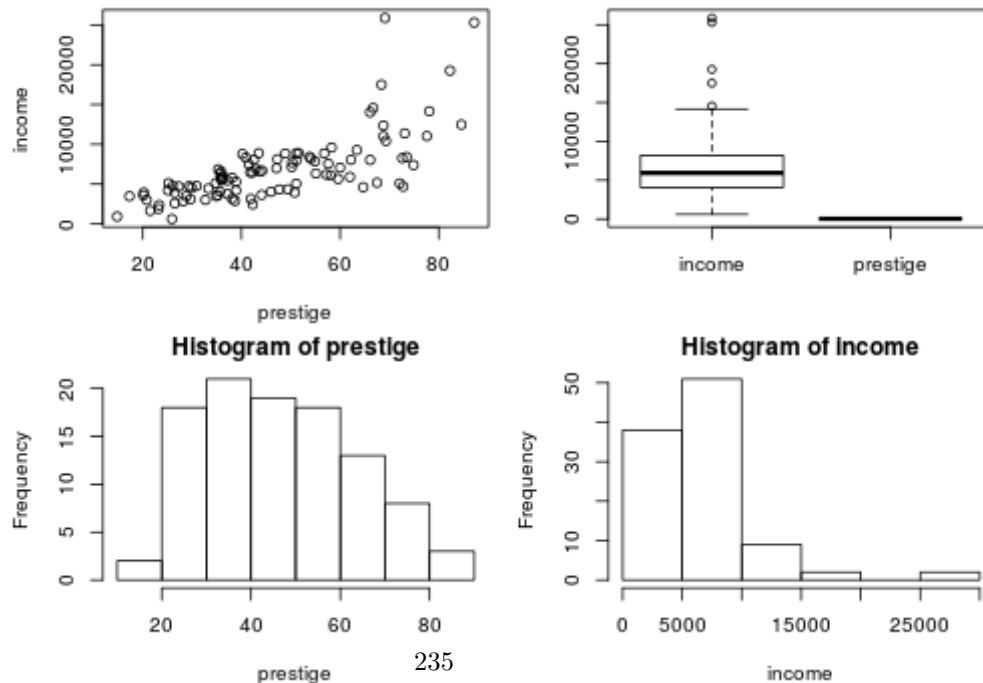 income
20000
10000
0
20 40 60 80
prestige
20000
10000
0
income prestige
Histogram of prestige
Frequency
20
15
10
5
0
20 40 60 80
prestige
Histogram of income
Frequency
50
30
10
0
0 5000 15000 25000
income
235